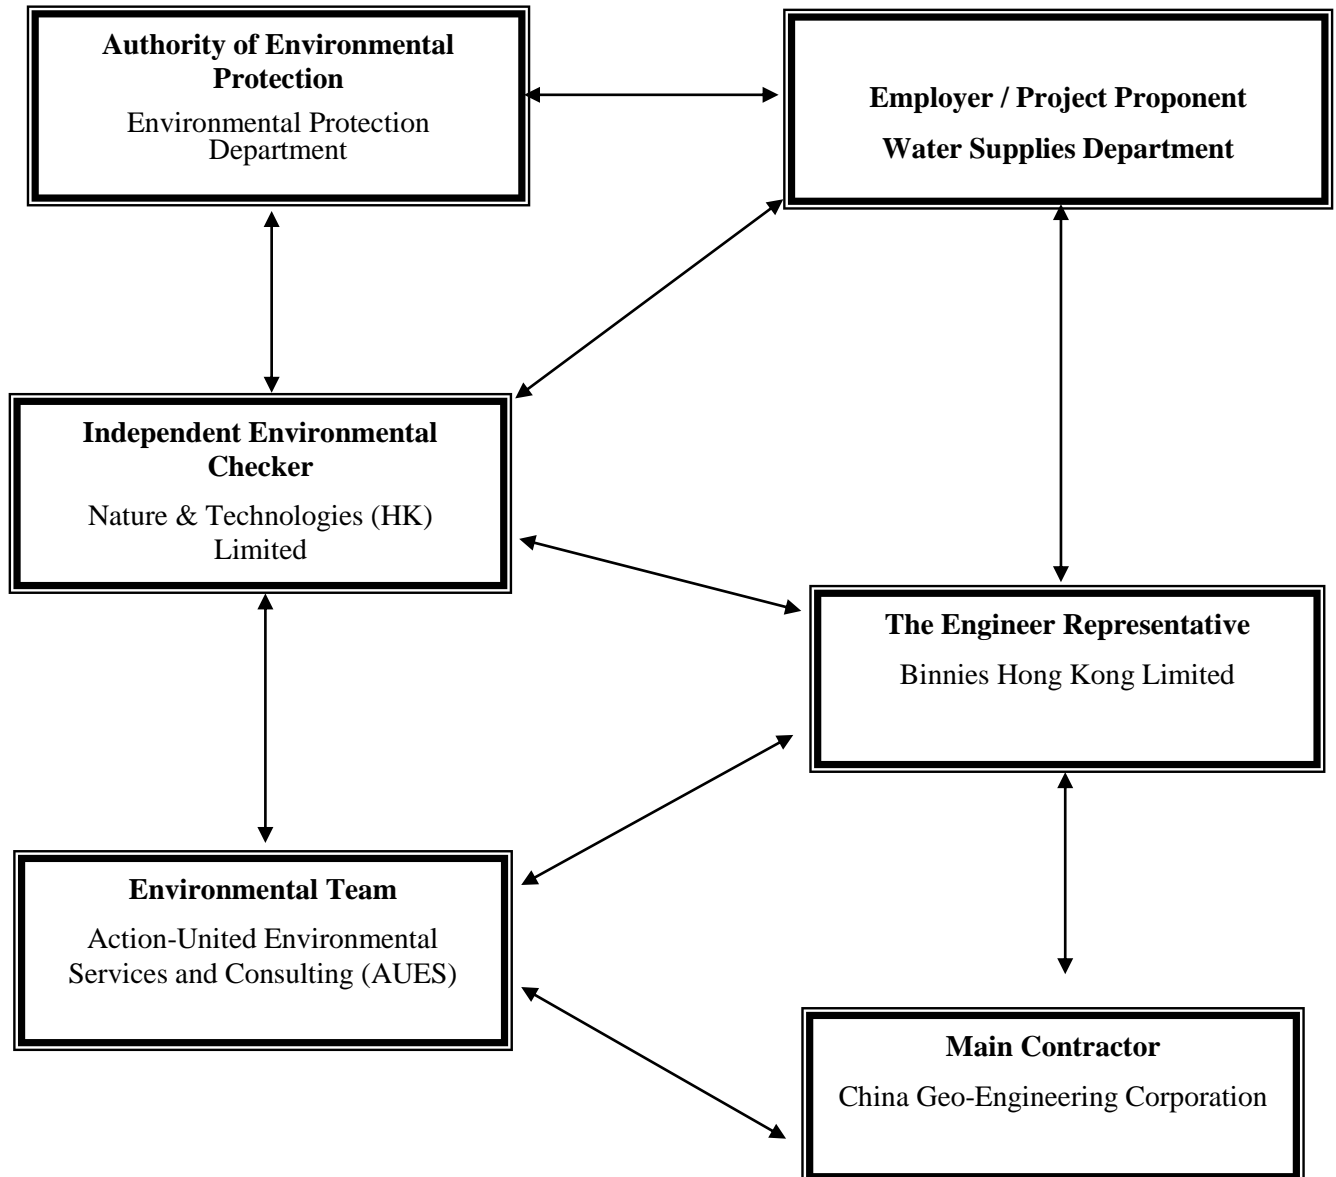 Authority of Environmental
Protection
Environmental Protection
Department
Employer / Project Proponent
Water Supplies Department
Independent Environmental
Checker
Nature & Technologies (HK)
Limited
The Engineer Representative
Binnies Hong Kong Limited
Environmental Team
Action-United Environmental
Services and Consulting (AUES)
Main Contractor
China Geo-Engineering Corporation